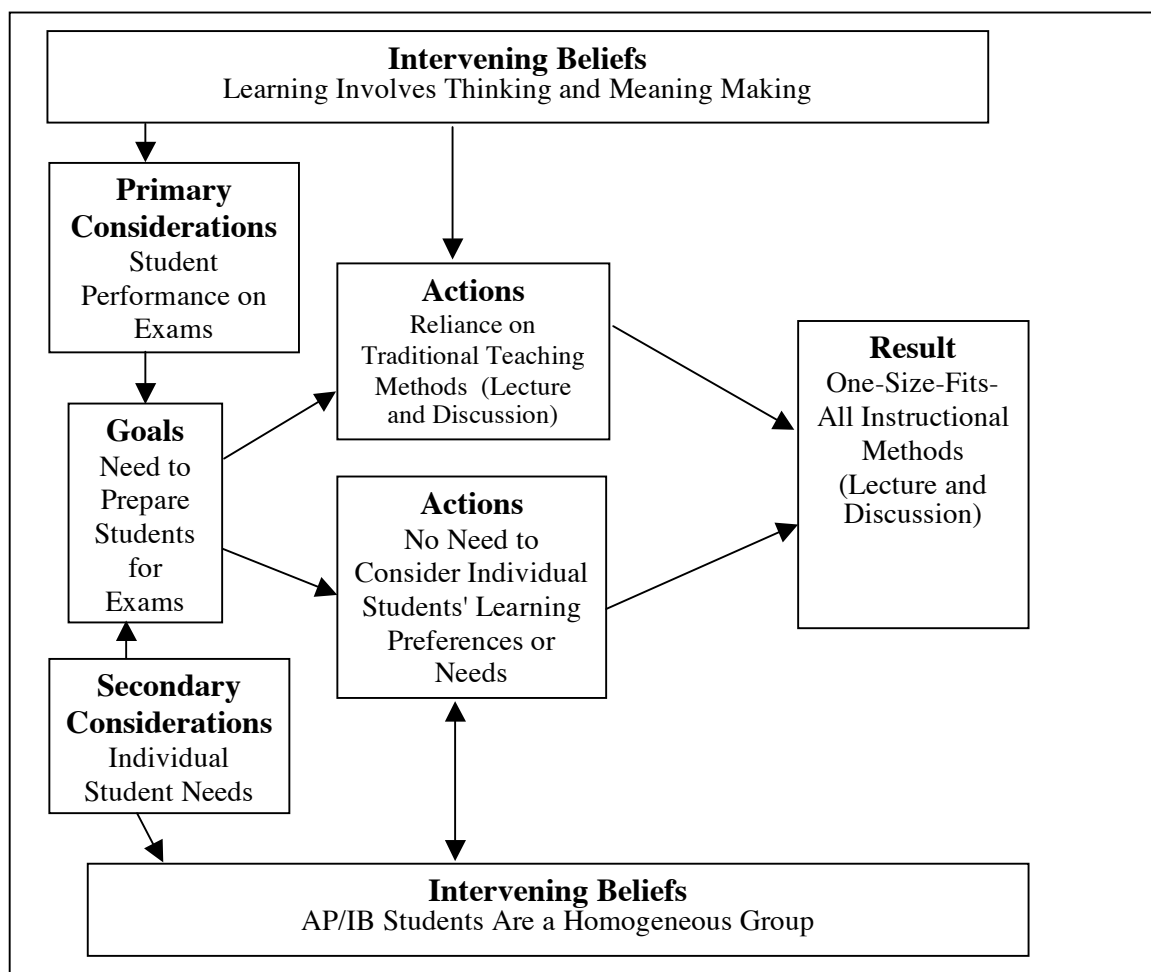 Intervening Beliefs
Learning Involves Thinking and Meaning Making
Primary
Considerations
Student
Performance on
Exams
Goals
Need to
Prepare
Students
for
Exams
Secondary
Considerations
Individual
Student Needs
Actions
Reliance on
Traditional Teaching
Methods (Lecture
and Discussion)
Actions
No Need to
Consider Individual
Students' Learning
Preferences or
Needs
Result
One-Size-Fits-
All Instructional
Methods
(Lecture and
Discussion)
Intervening Beliefs
AP/IB Students Are a Homogeneous Group